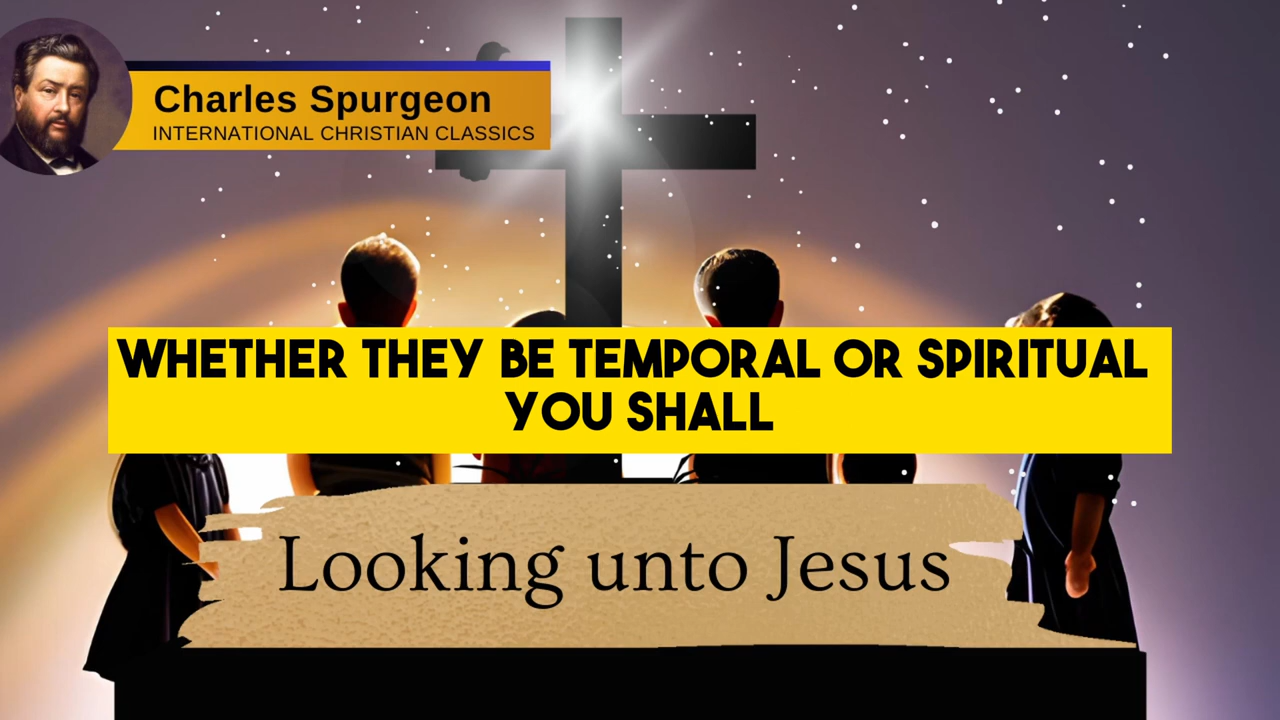 Charles Spurgeon
INTERNATIONAL CHRISTIAN CLASSICS
WHETHER THEY BE TEMPORAL OR SPIRITUAL
YOU SHALL
Looking unto Jesus